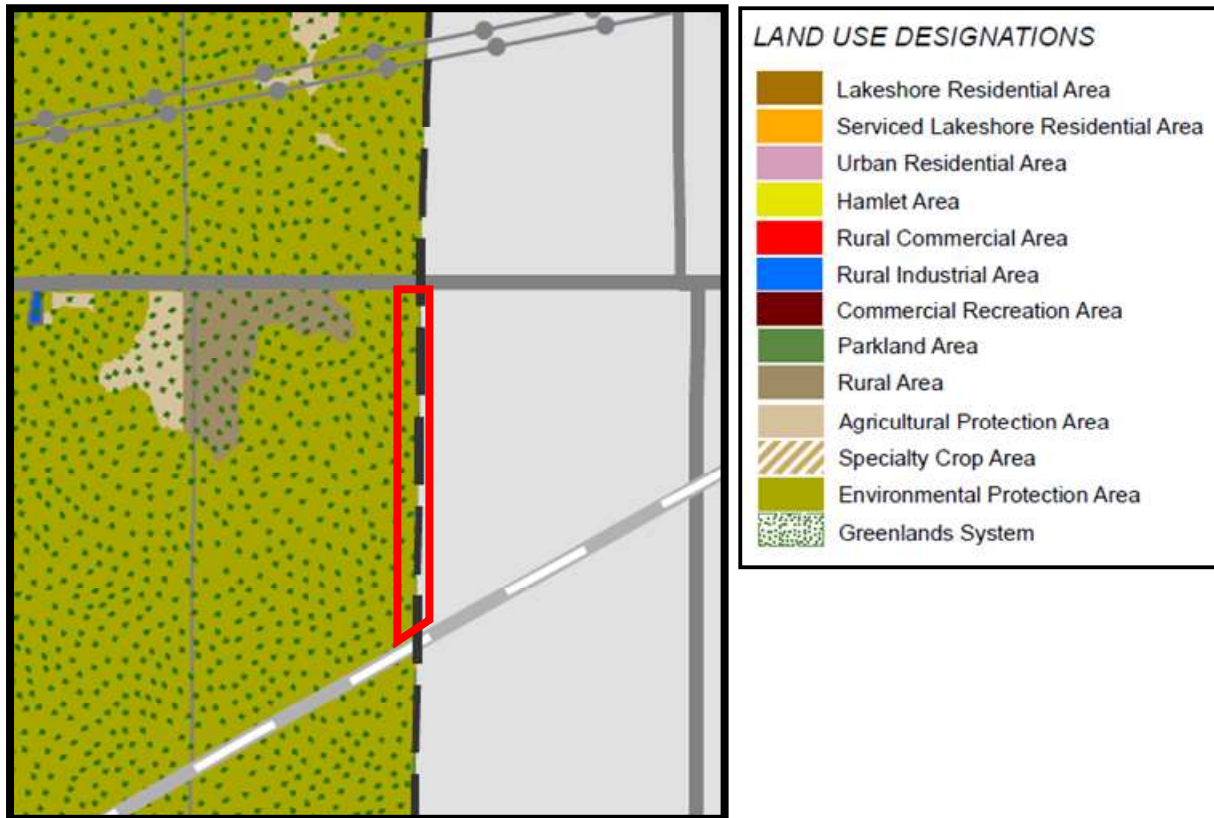 LAND USE DESIGNATIONS
Lakeshore Residential Area
Serviced Lakeshore Residential Area
Urban Residential Area
Hamlet Area
Rural Commercial Area
Rural Industrial Area
Commercial Recreation Area
Parkland Area
Rural Area
Agricultural Protection Area
Specialty Crop Area
Environmental Protection Area
Greenlands System